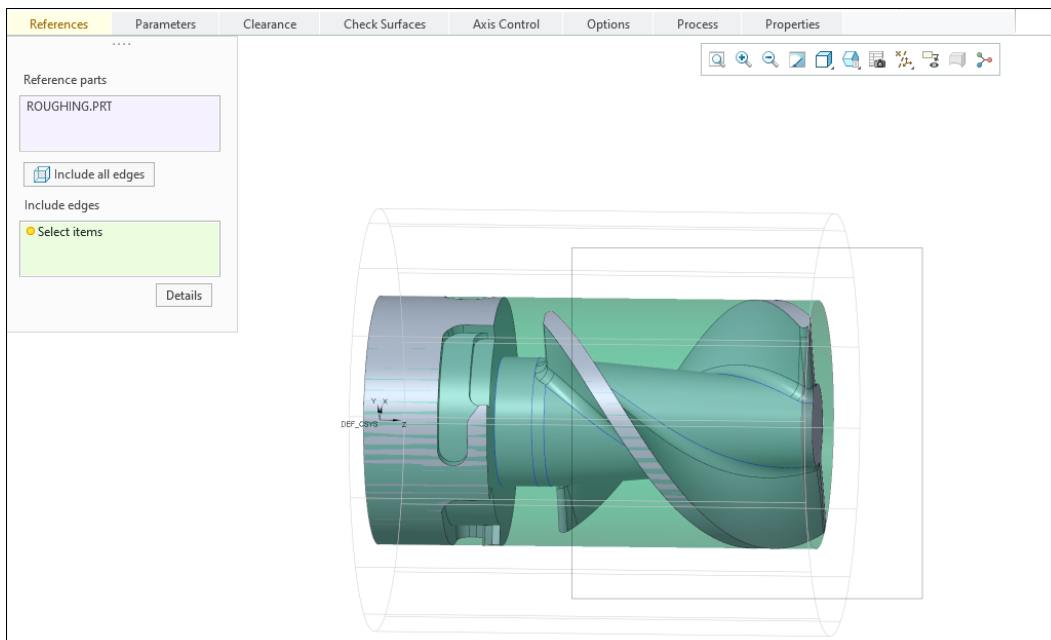 References Parameters Clearance Check Surfaces Axis Control Options Process Properties
Reference parts
ROUGHING.PRT
Include all edges
Include edges
Select items
Details
Y X
DEF_CSYS Z